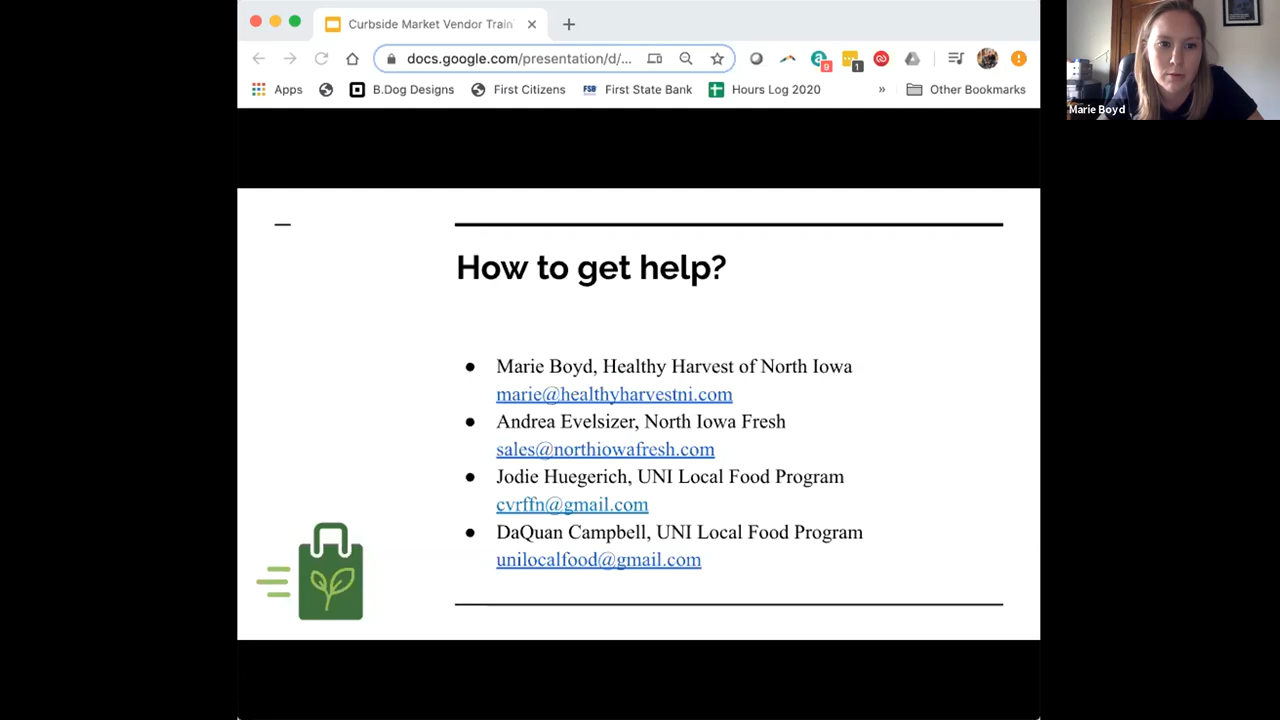 Curbside Market Vendor Train
docs.google.com/presentation/d/...
9
1
Apps
B.Dog Designs
First Citizens
FSB
First State Bank
Hours Log 2020
»
Other Bookmarks
Marie Boyd
How to get help?
● Marie Boyd, Healthy Harvest of North Iowa
marie@healthyharvestni.com
● Andrea Evelsizer, North Iowa Fresh
sales@northiowafresh.com
● Jodie Huegerich, UNI Local Food Program
cvrffn@gmail.com
● DaQuan Campbell, UNI Local Food Program
unilocalfood@gmail.com